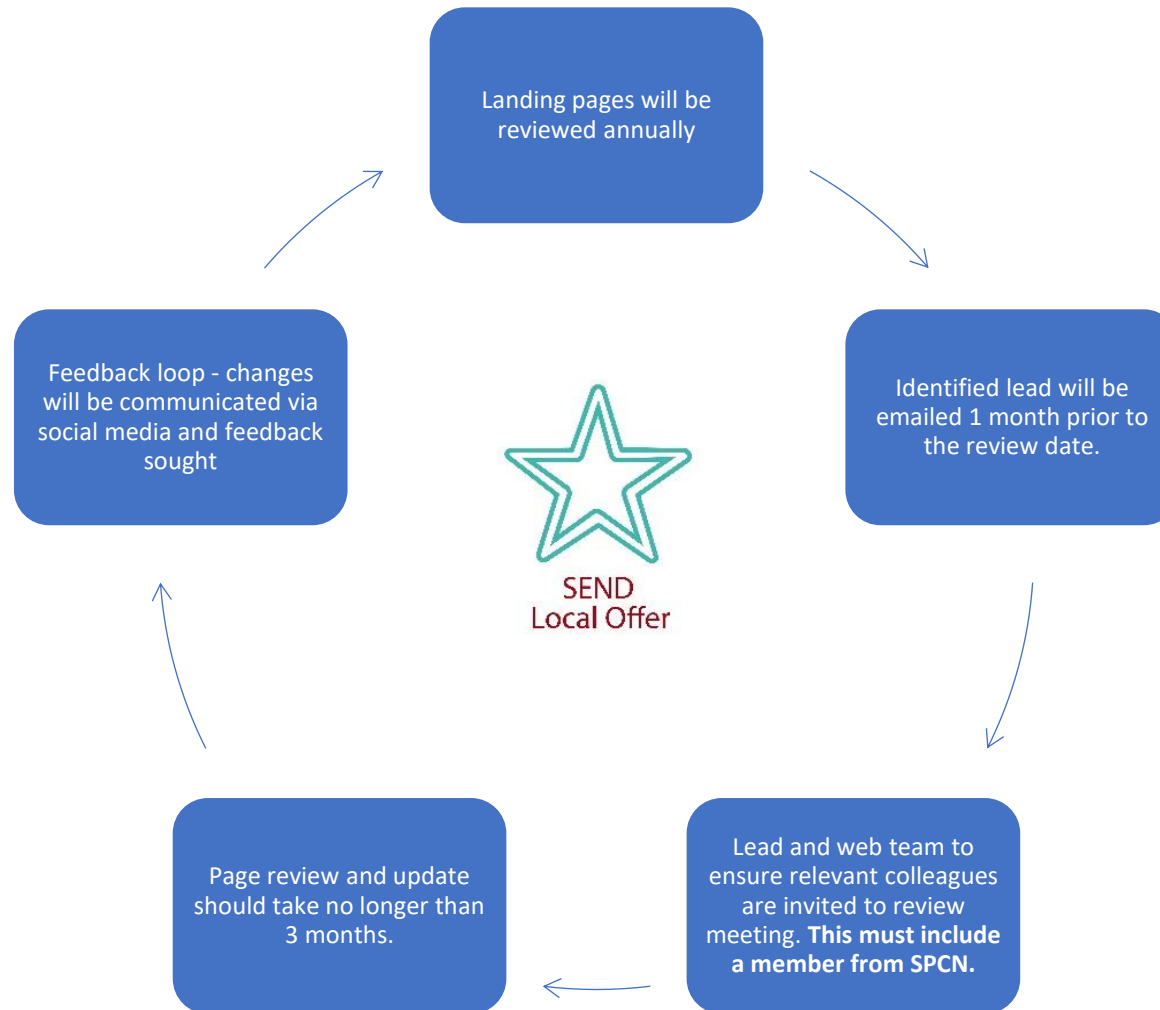 Landing pages will be
reviewed annually
Identified lead will be
emailed 1 month prior to
the review date.
Lead and web team to
ensure relevant colleagues
are invited to review
meeting. This must include
a member from SPCN.
Page review and update
should take no longer than
3 months.
Feedback loop - changes
will be communicated via
social media and feedback
sought
SEND
Local Offer